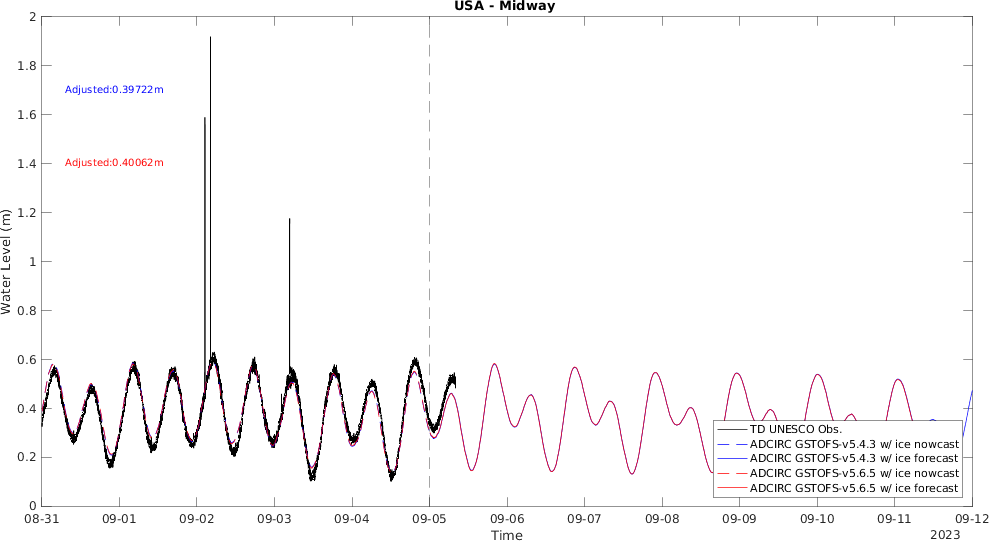 USA - Midway
2
1.8
1.6
1.4
1.2
1
0.8
0.6
0.4
0.2
0
Water Level (m)
Adjusted:0.39722m
Adjusted:0.40062m
TD UNESCO Obs.
ADCIRC GSTOFS-v5.4.3 w/ ice nowcast
ADCIRC GSTOFS-v5.4.3 w/ ice forecast
ADCIRC GSTOFS-v5.6.5 w/ ice nowcast
ADCIRC GSTOFS-v5.6.5 w/ ice forecast
08-31 09-01 09-02 09-03 09-04 09-05 09-06 09-07 09-08 09-09 09-10 09-11 09-12
Time
2023